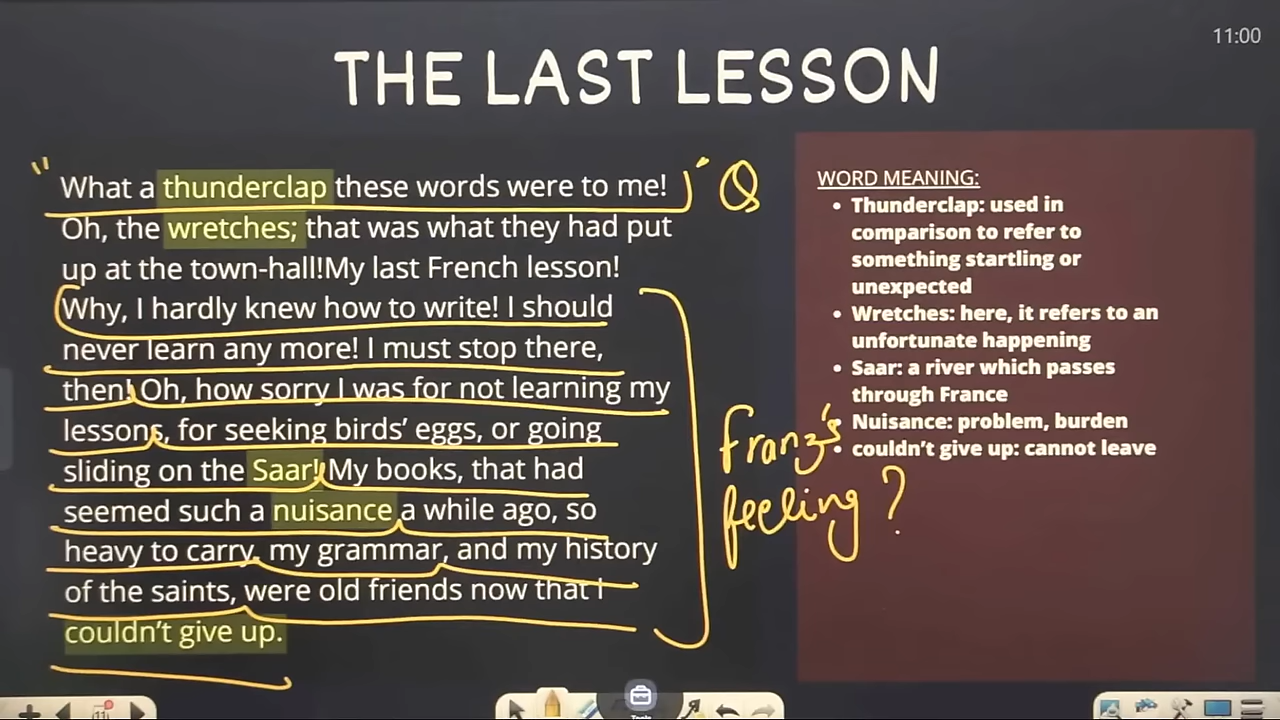 11:00
THE LAST LESSON
" What a thunderclap these words were to me! " Q
Oh, the wretches; that was what they had put
up at the town-hall!My last French lesson!
Why, I hardly knew how to write! I should
never learn any more! I must stop there,
then! Oh, how sorry I was for not learning my
lessons, for seeking birds’ eggs, or going
sliding on the Saar! My books, that had
seemed such a nuisance a while ago, so
heavy to carry, my grammar, and my history
of the saints, were old friends now that I
couldn’t give up.
Franz's
feeling ?
WORD MEANING:
• Thunderclap: used in
comparison to refer to
something startling or
unexpected
• Wretches: here, it refers to an
unfortunate happening
• Saar: a river which passes
through France
• Nuisance: problem, burden
• couldn’t give up: cannot leave
11
Tools